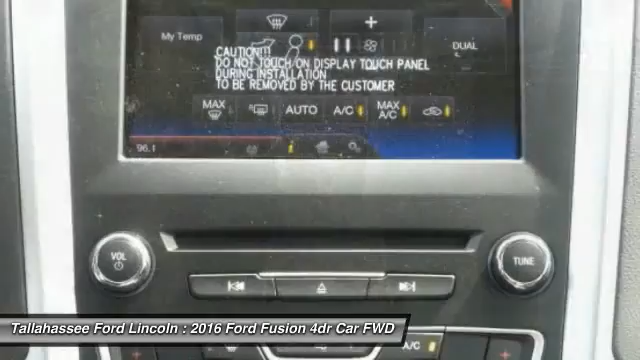 My Temp
+
DUAL
CAUTION!!!
DO NOT TOUCH/ON DISPLAY TOUCH PANEL
DURING INSTALLATION
TO BE REMOVED BY THE CUSTOMER
MAX AUTO A/C MAX A/C
96.1
VOL
TUNE
Tallahassee Ford Lincoln : 2016 Ford Fusion 4dr Car FWD
A/C